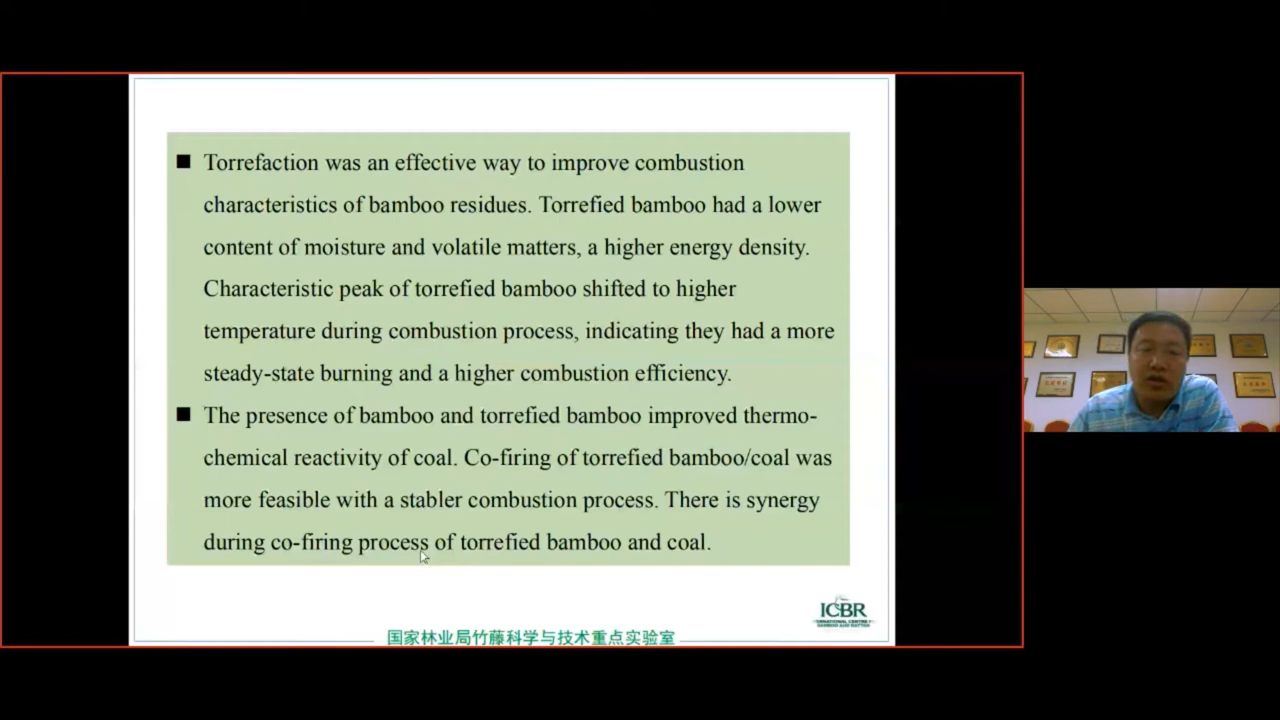 ■ Torrefaction was an effective way to improve combustion
characteristics of bamboo residues. Torrefied bamboo had a lower
content of moisture and volatile matters, a higher energy density.
Characteristic peak of torrefied bamboo shifted to higher
temperature during combustion process, indicating they had a more
steady-state burning and a higher combustion efficiency.
■ The presence of bamboo and torrefied bamboo improved thermo-
chemical reactivity of coal. Co-firing of torrefied bamboo/coal was
more feasible with a stabler combustion process. There is synergy
during co-firing process of torrefied bamboo and coal.
ICBR
BAMBOO AND RATTAN
国家林业局竹藤科学与技术重点实验室